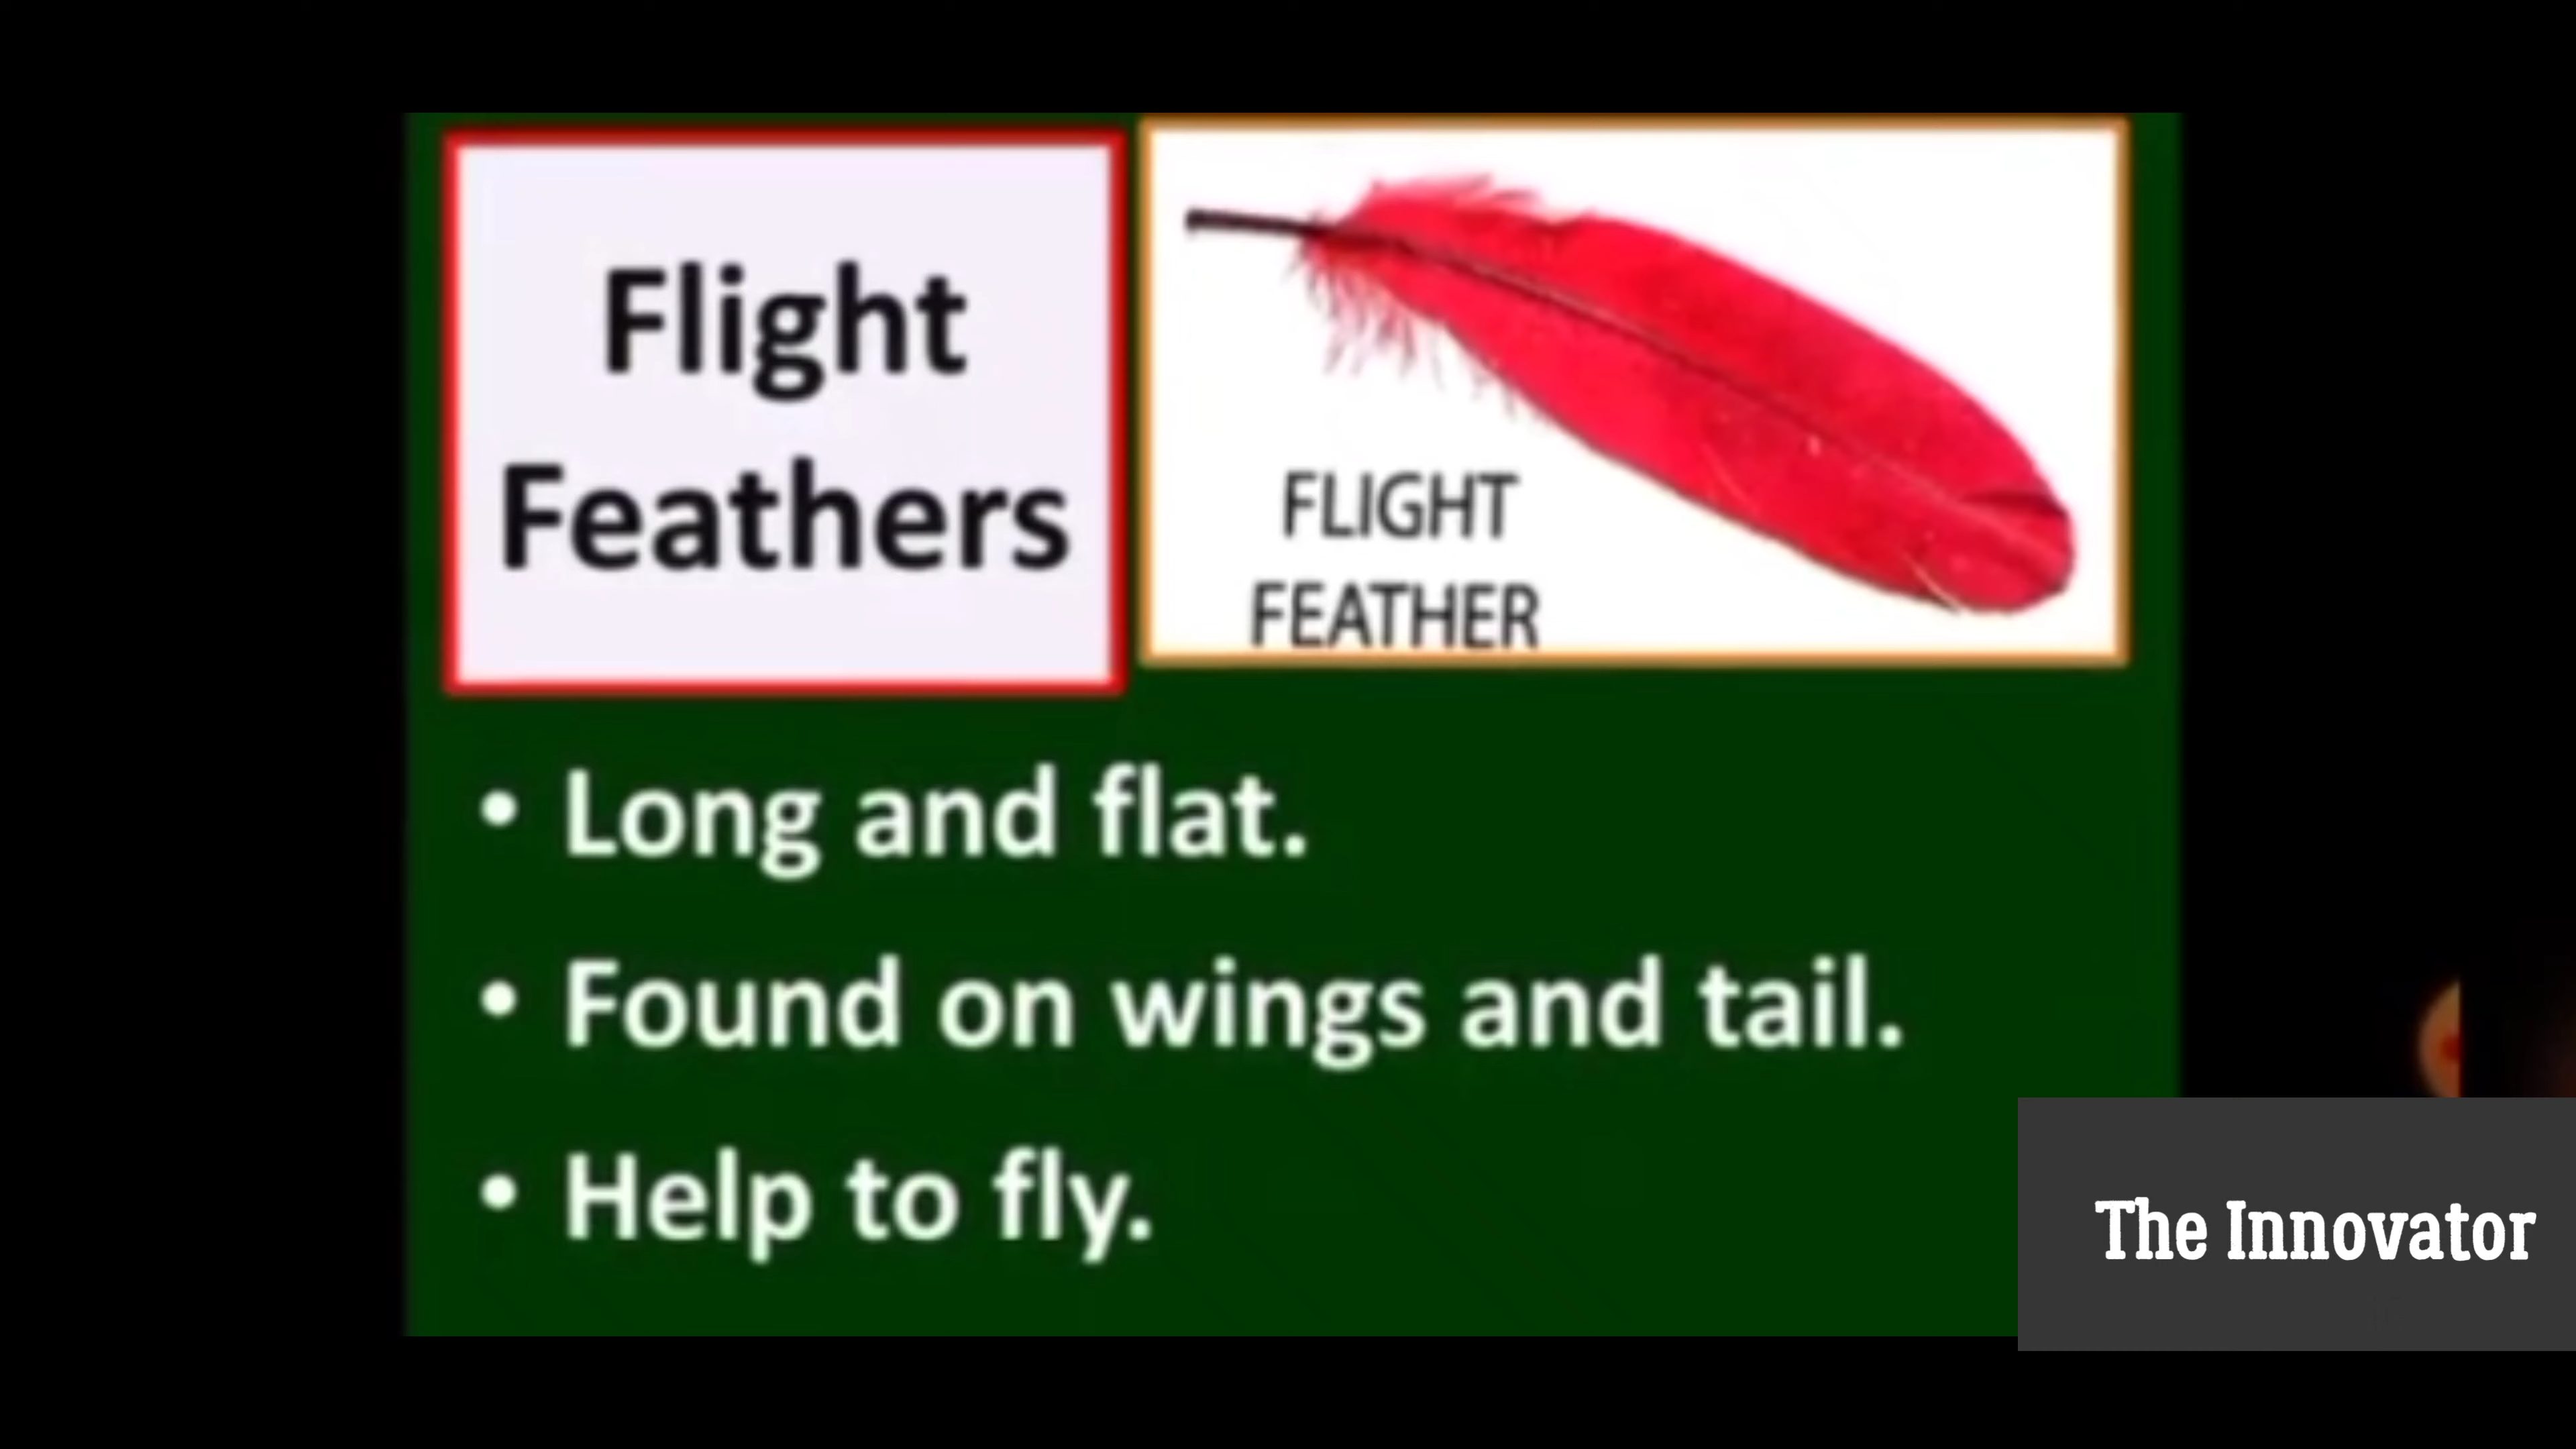 Flight
Feathers
FLIGHT
FEATHER
• Long and flat.
• Found on wings and tail.
• Help to fly.
The Innovator